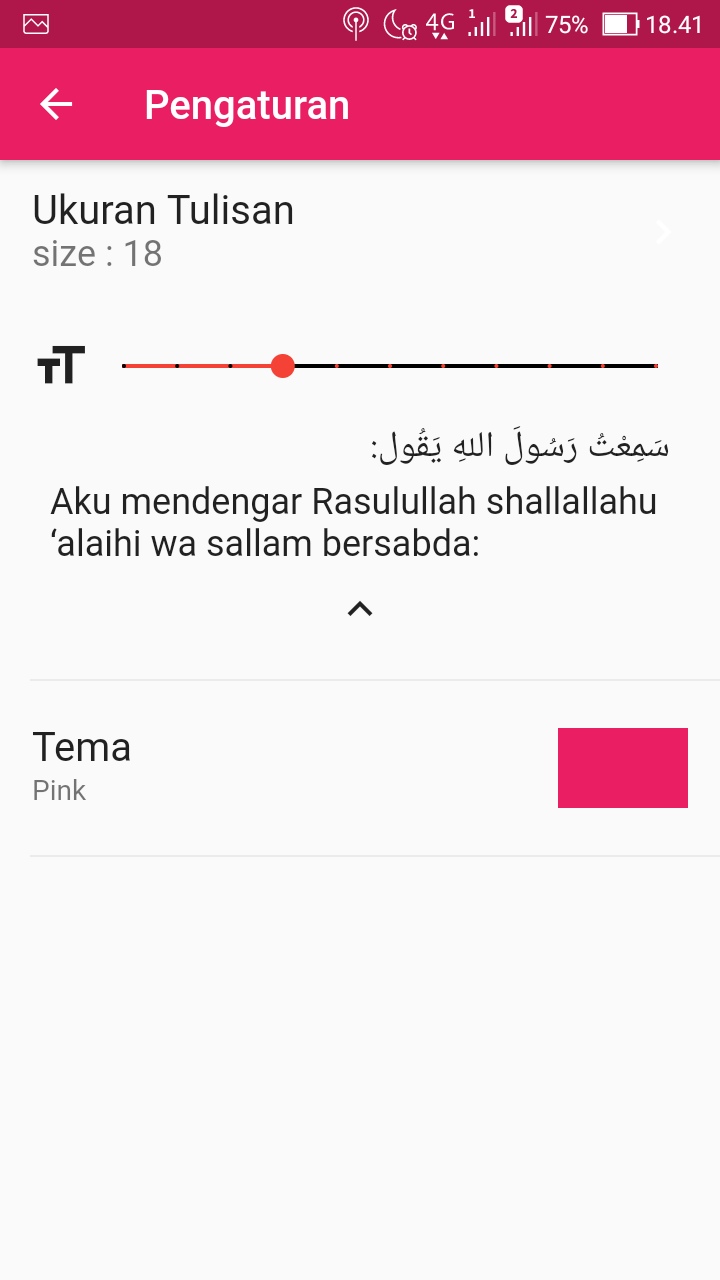 4G 1 2 75% 18.41
Pengaturan
Ukuran Tulisan
size : 18
TT
سَمِعْتُ رَسُولَ اللهِ يَقُول:
Aku mendengar Rasulullah shallallahu
‘alaihi wa sallam bersabda:
Tema
Pink